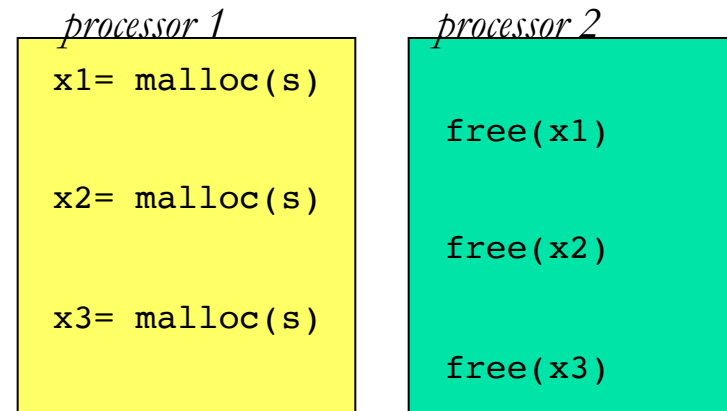 processor 1
x1= malloc(s)
x2= malloc(s)
x3= malloc(s)
processor 2
free(x1)
free(x2)
free(x3)